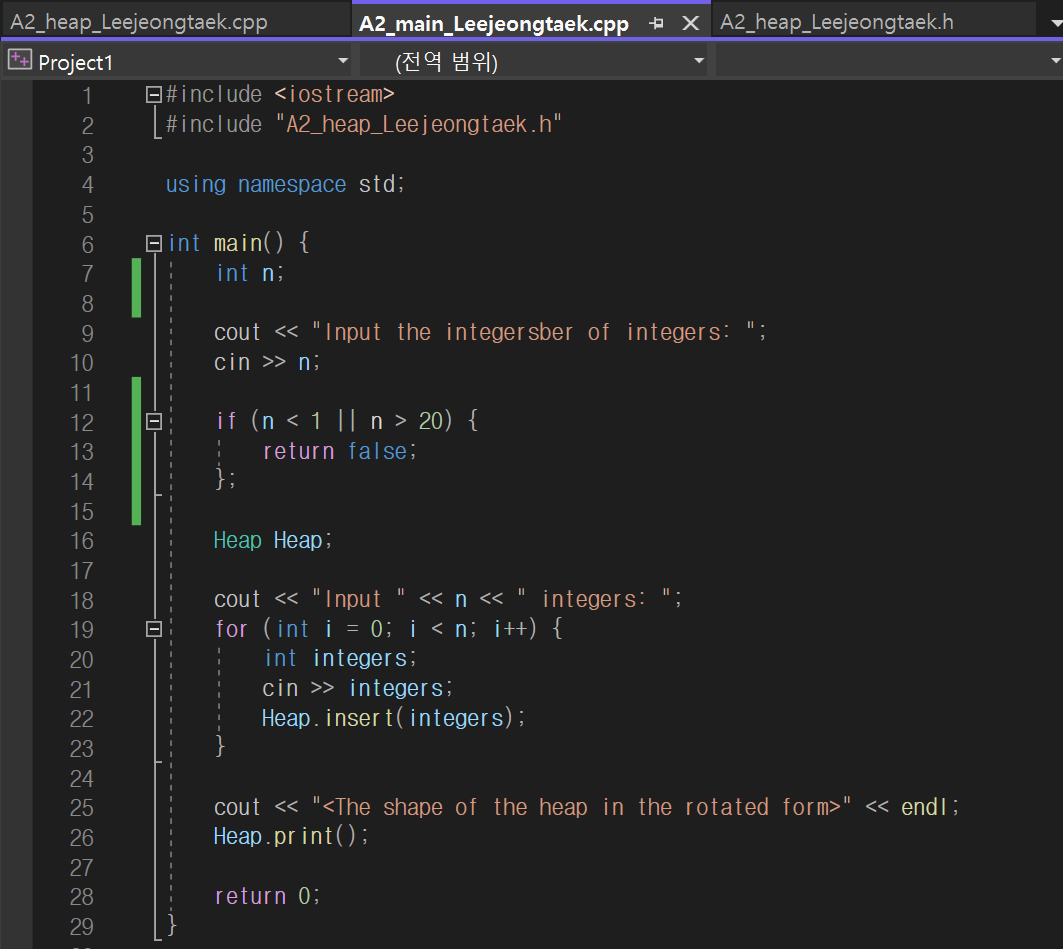 A2_heap_Leejeongtaek.cpp A2_main_Leejeongtaek.cpp A2_heap_Leejeongtaek.h
Project1 (전역 범위)
1 #include <iostream>
2 #include "A2_heap_Leejeongtaek.h"
3
4 using namespace std;
5
6 int main() {
7 int n;
8
9 cout << "Input the integersber of integers: ";
10 cin >> n;
11
12 if (n < 1 || n > 20) {
13 return false;
14 };
15
16 Heap Heap;
17
18 cout << "Input " << n << " integers: ";
19 for (int i = 0; i < n; i++) {
20 int integers;
21 cin >> integers;
22 Heap.insert(integers);
23 }
24
25 cout << "<The shape of the heap in the rotated form>" << endl;
26 Heap.print();
27
28 return 0;
29 }